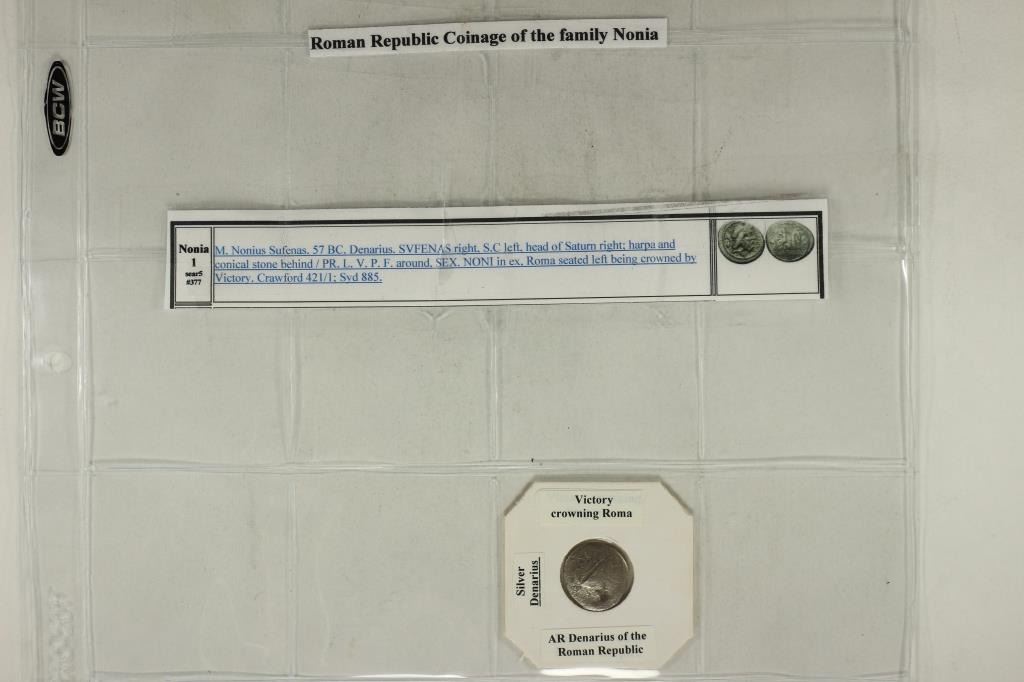 Roman Republic Coinage of the family Nonia
BCW
Nonia
1
sear5
#377
M. Nonius Sufenas, 57 BC, Denarius. SVFENAS right, S.C left, head of Saturn right; harpa and
conical stone behind / PR. L. V. P. F. around, SEX. NONI in ex, Roma seated left being crowned by
Victory. Crawford 421/1; Syd 885.
Victory
crowning Roma
Silver
Denarius
AR Denarius of the
Roman Republic